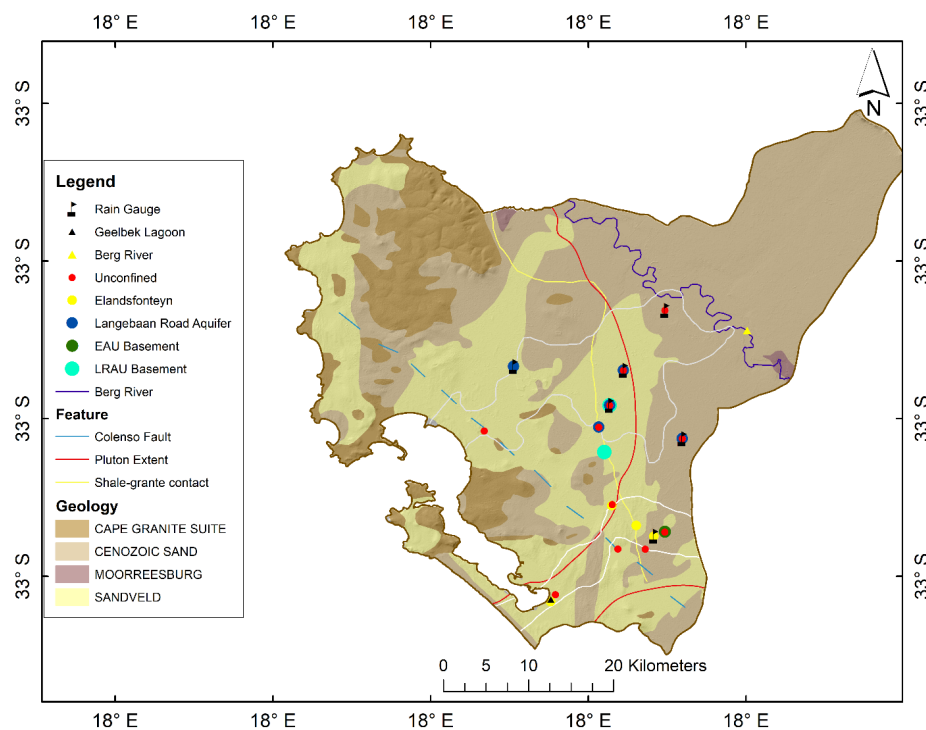 18° E 18° E 18° E 18° E 18° E
33° S 33° S
N
33° S 33° S
33° S 33° S
33° S 33° S
Legend
Rain Gauge
Geelbek Lagoon
Berg River
Unconfined
Elandsfonteyn
Langebaan Road Aquifer
EAU Basement
LRAU Basement
Berg River
Feature
Colenso Fault
Pluton Extent
Shale-grante contact
Geology
CAPE GRANITE SUITE
CENOZOIC SAND
MOORREESBURG
SANDVELD
0 5 10 20 Kilometers
18° E 18° E 18° E 18° E 18° E